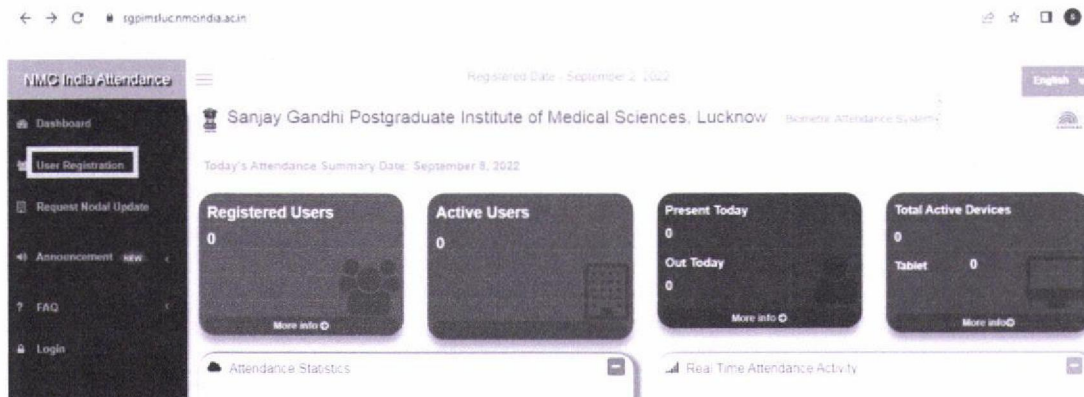 sgpimsluc.nmcindia.ac.in
NMC India Attendance
Registered Date - September 2, 2022
English
Dashboard
Sanjay Gandhi Postgraduate Institute of Medical Sciences, Lucknow
Biometric Attendance System
User Registration
Today's Attendance Summary Date: September 8, 2022
Request Nodal Update
Registered Users
0
More info
Active Users
0
Present Today
0
Out Today
0
More info
Total Active Devices
0
Tablet 0
More info
Announcement NEW
? FAQ
Login
Attendance Statistics
Real Time Attendance Activity